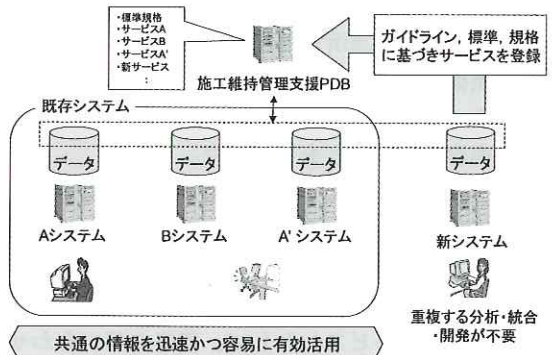 ・標準規格
・サービスA
・サービスB
・サービスA'
・新サービス
：
ガイドライン, 標準, 規格
に基づきサービスを登録
施工維持管理支援PDB
既存システム
データ
データ
データ
データ
Aシステム
Bシステム
A' システム
新システム
重複する分析・統合
・開発が不要
共通の情報を迅速かつ容易に有効活用